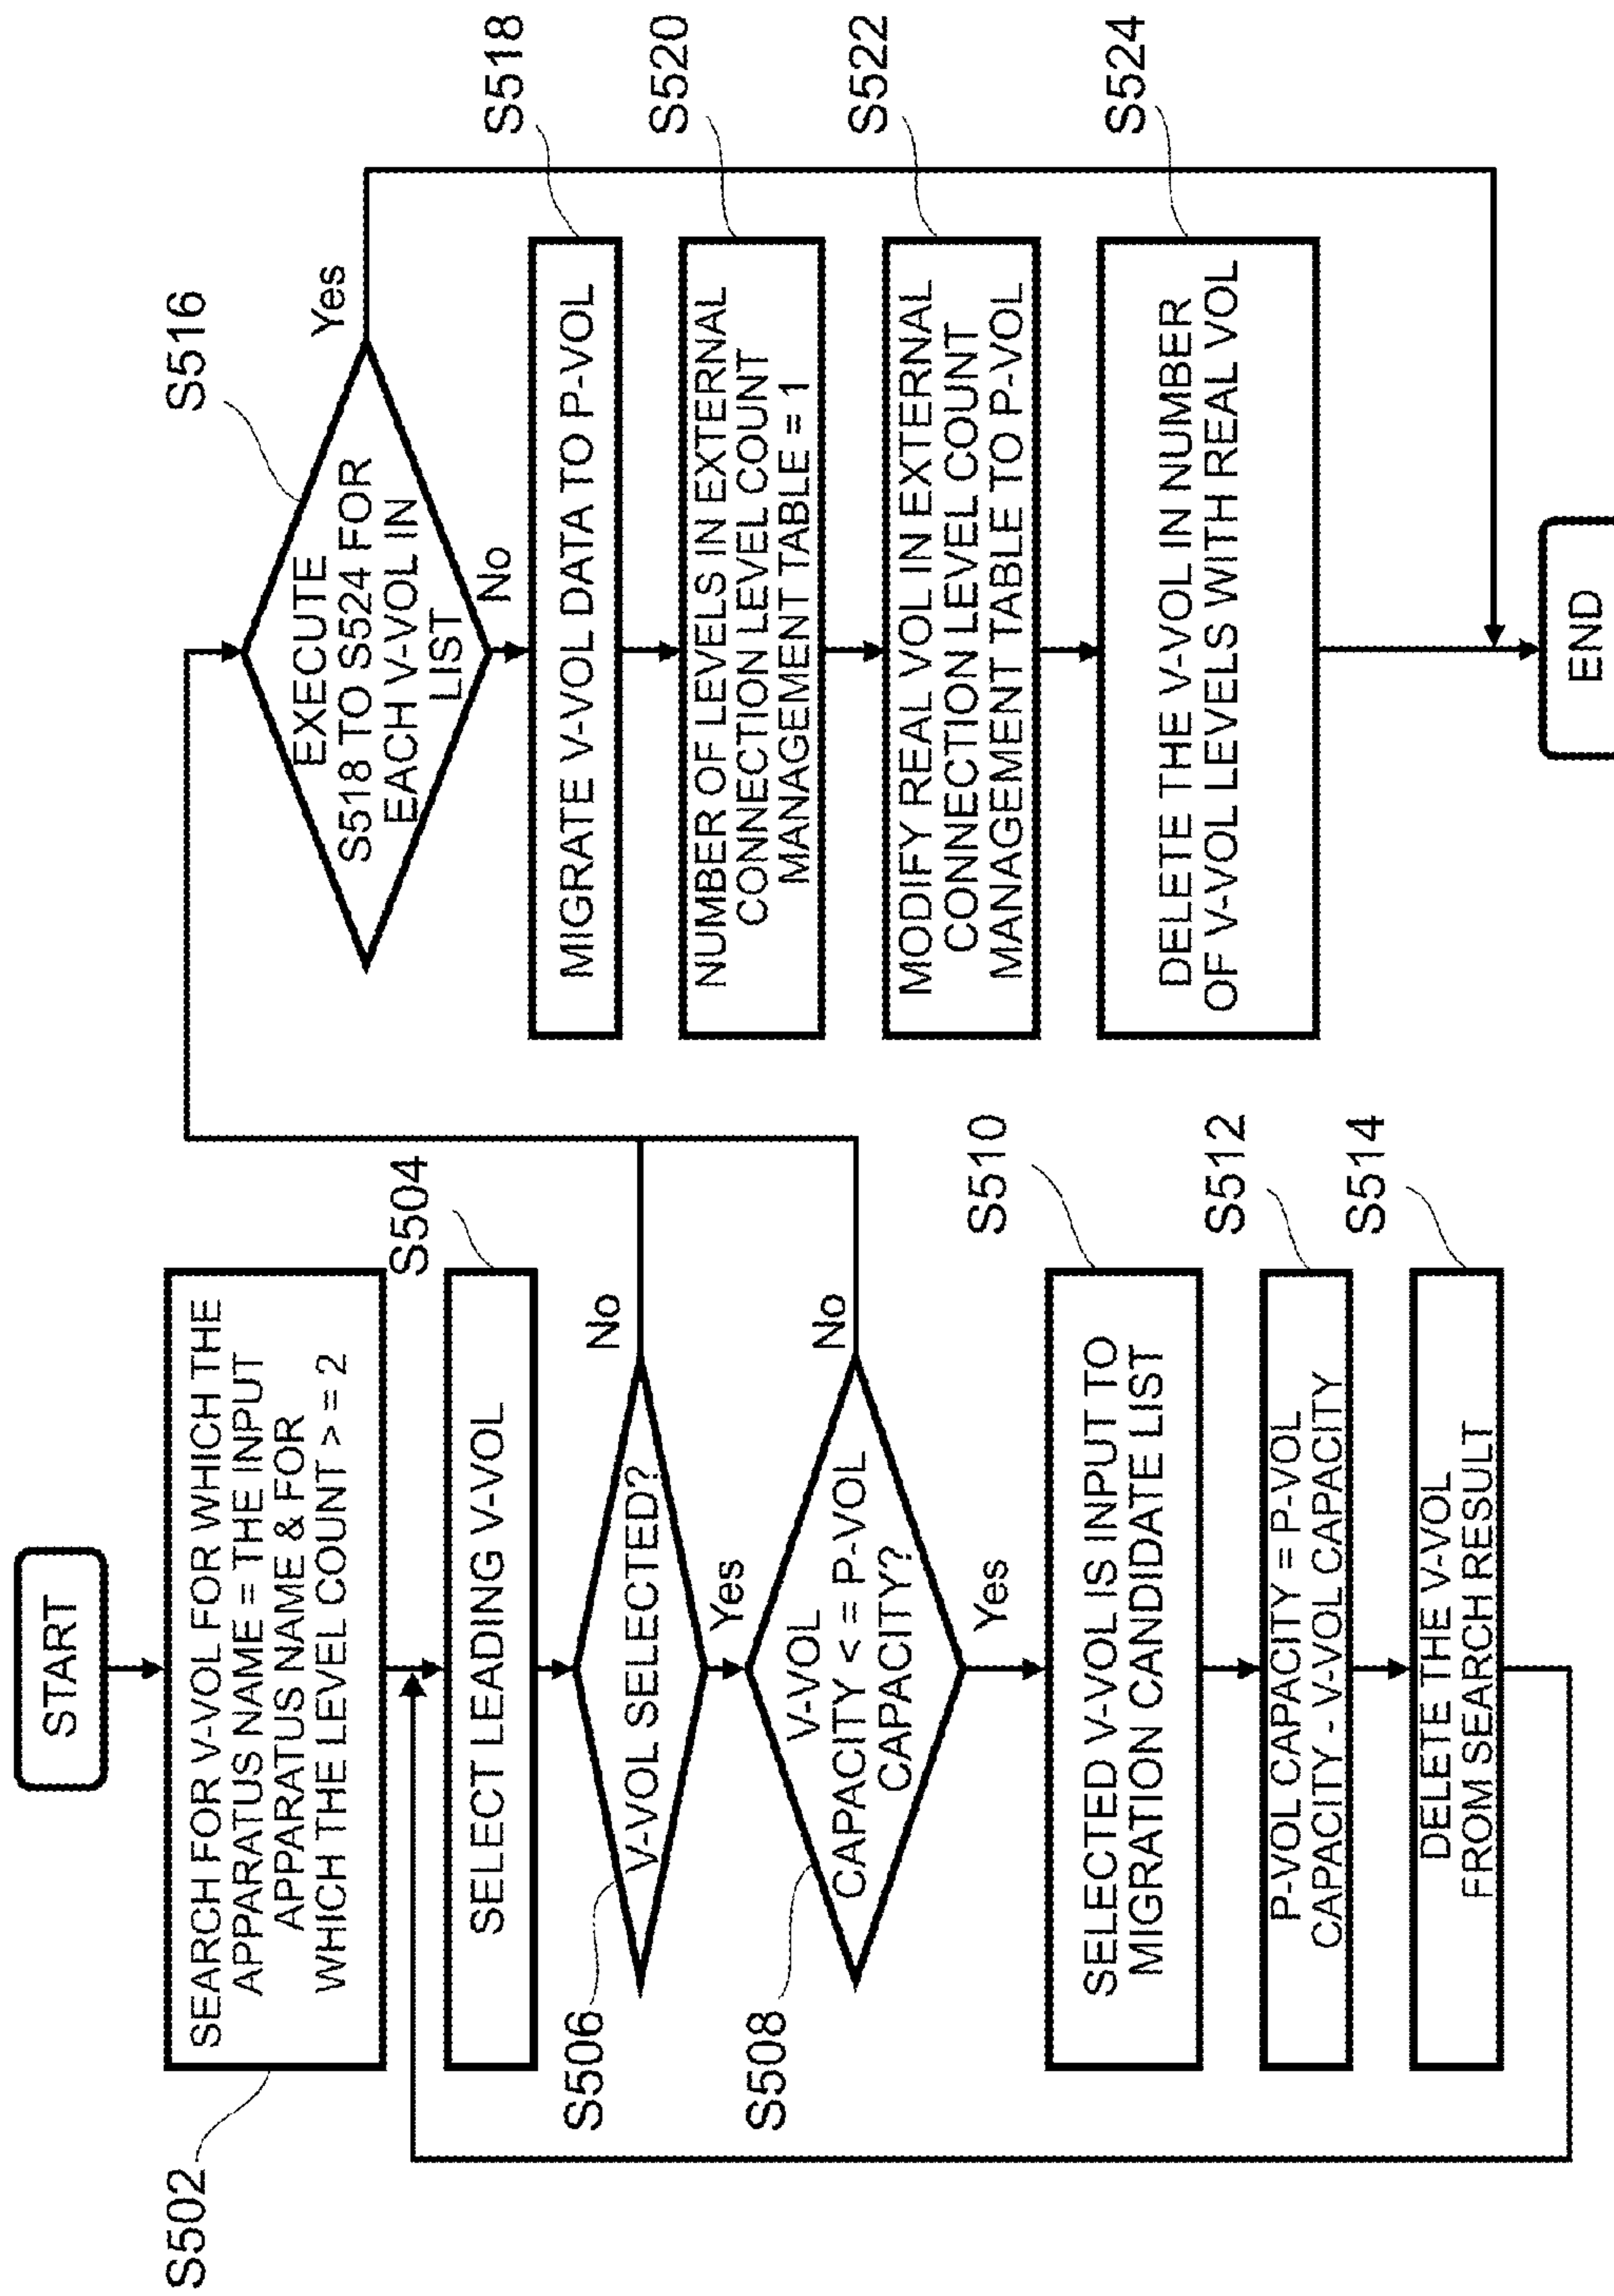 START
S502
SEARCH FOR V-VOL FOR WHICH THE
APPARATUS NAME = THE INPUT
APPARATUS NAME & FOR
WHICH THE LEVEL COUNT > = 2
S504
SELECT LEADING V-VOL
S506
V-VOL SELECTED?
No
Yes
S508
V-VOL
CAPACITY < = P-VOL
CAPACITY?
No
Yes
S510
SELECTED V-VOL IS INPUT TO
MIGRATION CANDIDATE LIST
S512
P-VOL CAPACITY = P-VOL
CAPACITY - V-VOL CAPACITY
S514
DELETE THE V-VOL
FROM SEARCH RESULT
S516
EXECUTE
S518 TO S524 FOR
EACH V-VOL IN
LIST
Yes
No
S518
MIGRATE V-VOL DATA TO P-VOL
S520
NUMBER OF LEVELS IN EXTERNAL
CONNECTION LEVEL COUNT
MANAGEMENT TABLE = 1
S522
MODIFY REAL VOL IN EXTERNAL
CONNECTION LEVEL COUNT
MANAGEMENT TABLE TO P-VOL
S524
DELETE THE V-VOL IN NUMBER
OF V-VOL LEVELS WITH REAL VOL
END